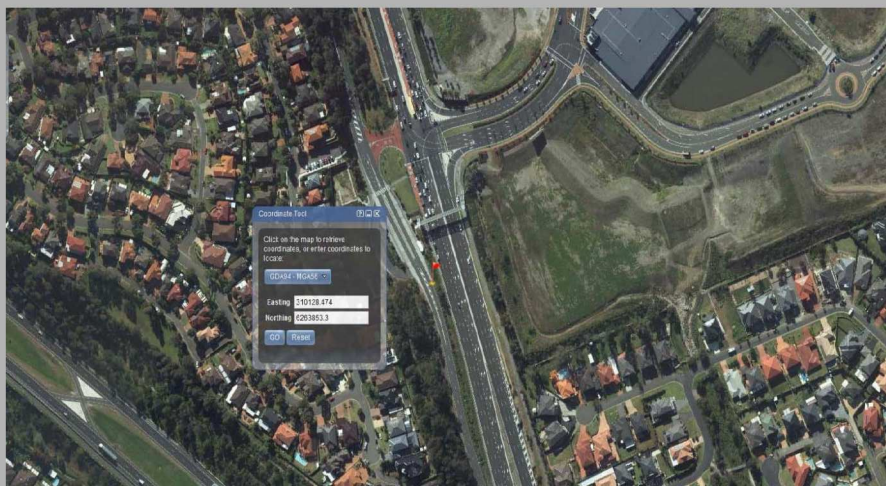 Coordinate Tool
Click on the map to retrieve
coordinates, or enter coordinates to
locate:
GDA94 - MGA56
Easting 310128.474
Northing 6263853.3
GO Reset